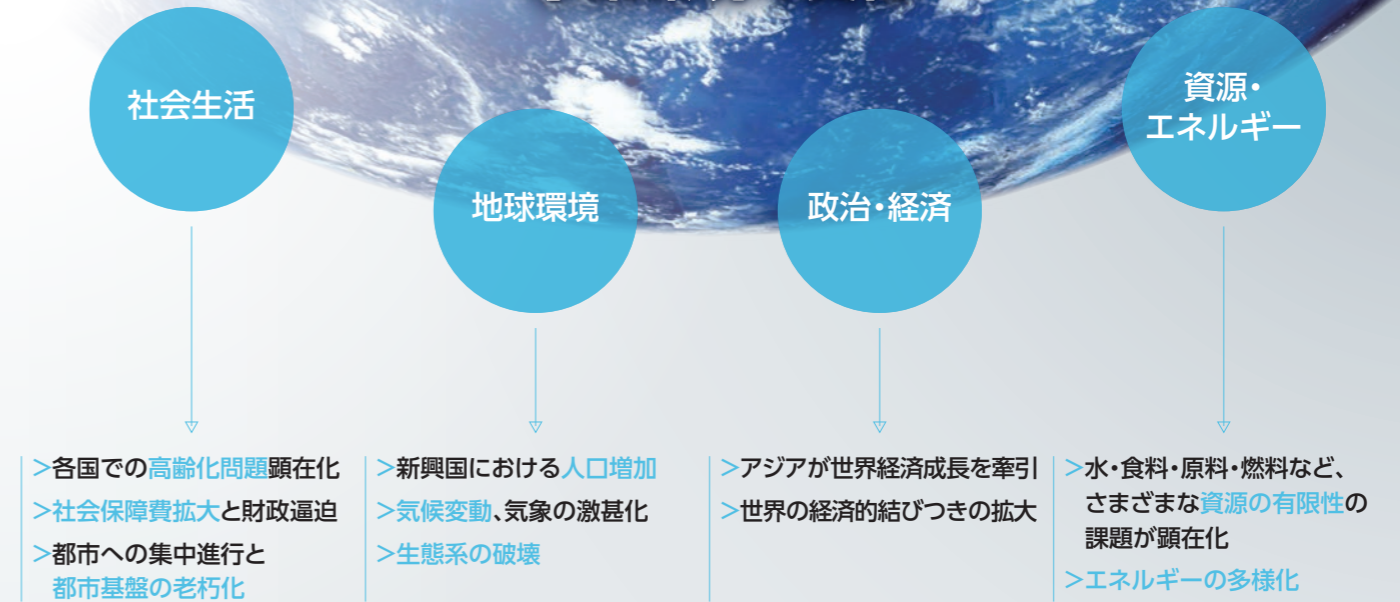 社会生活
地球環境
政治・経済
資源・
エネルギー
>各国での高齢化問題顕在化
>社会保障費拡大と財政逼迫
>都市への集中進行と
都市基盤の老朽化
>新興国における人口増加
>気候変動、気象の激甚化
>生態系の破壊
>アジアが世界経済成長を牽引
>世界の経済的結びつきの拡大
>水・食料・原料・燃料など、
さまざまな資源の有限性の
課題が顕在化
>エネルギーの多様化